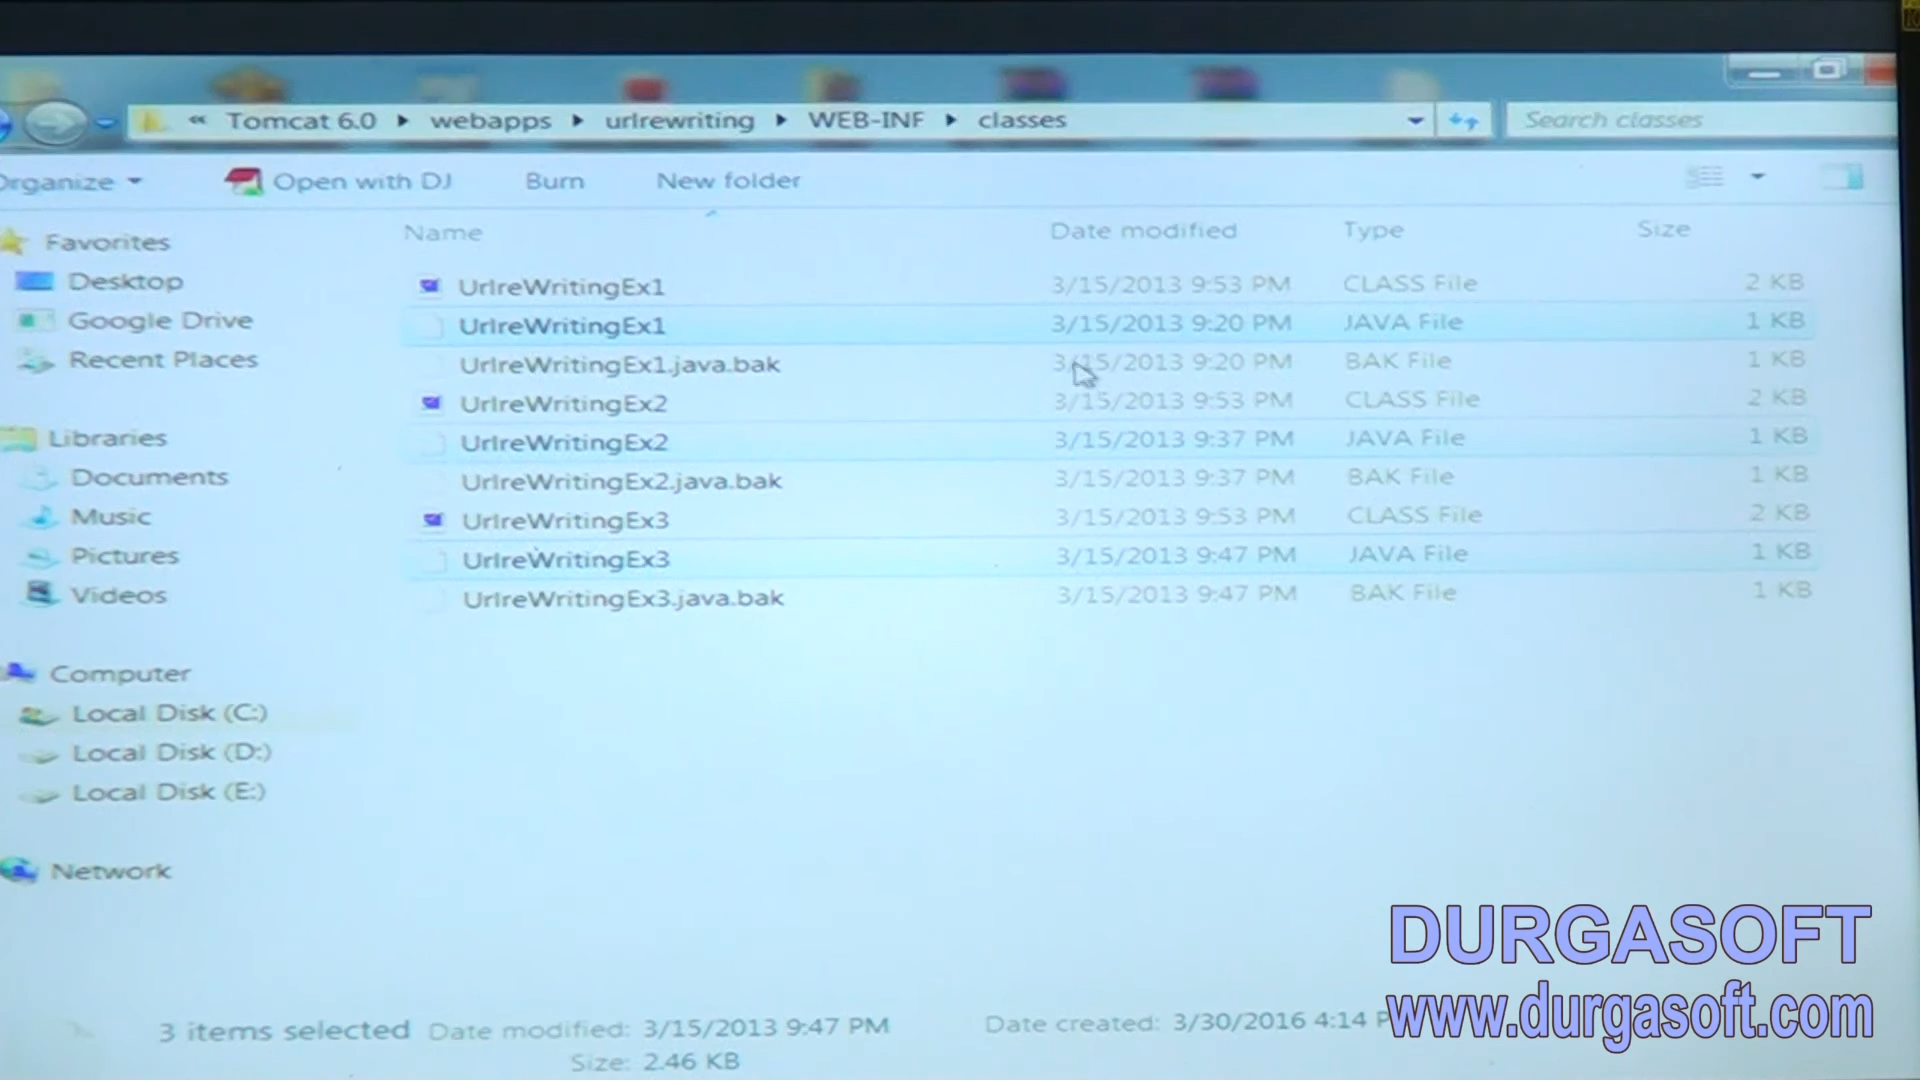 « Tomcat 6.0 ▸ webapps ▸ urlrewriting ▸ WEB-INF ▸ classes
Search classes
Organize
Open with DJ
Burn
New folder
Name
Date modified
Type
Size
Favorites
Desktop
Google Drive
Recent Places
Libraries
Documents
Music
Pictures
Videos
Computer
Local Disk (C:)
Local Disk (D:)
Local Disk (E:)
Network
UrlreWritingEx1 3/15/2013 9:53 PM CLASS File 2 KB
UrlreWritingEx1 3/15/2013 9:20 PM JAVA File 1 KB
UrlreWritingEx1.java.bak 3/15/2013 9:20 PM BAK File 1 KB
UrlreWritingEx2 3/15/2013 9:53 PM CLASS File 2 KB
UrlreWritingEx2 3/15/2013 9:37 PM JAVA File 1 KB
UrlreWritingEx2.java.bak 3/15/2013 9:37 PM BAK File 1 KB
UrlreWritingEx3 3/15/2013 9:53 PM CLASS File 2 KB
UrlreWritingEx3 3/15/2013 9:47 PM JAVA File 1 KB
UrlreWritingEx3.java.bak 3/15/2013 9:47 PM BAK File 1 KB
3 items selected Date modified: 3/15/2013 9:47 PM Date created: 3/30/2016 4:14 P
Size: 2.46 KB
DURGASOFT
www.durgasoft.com